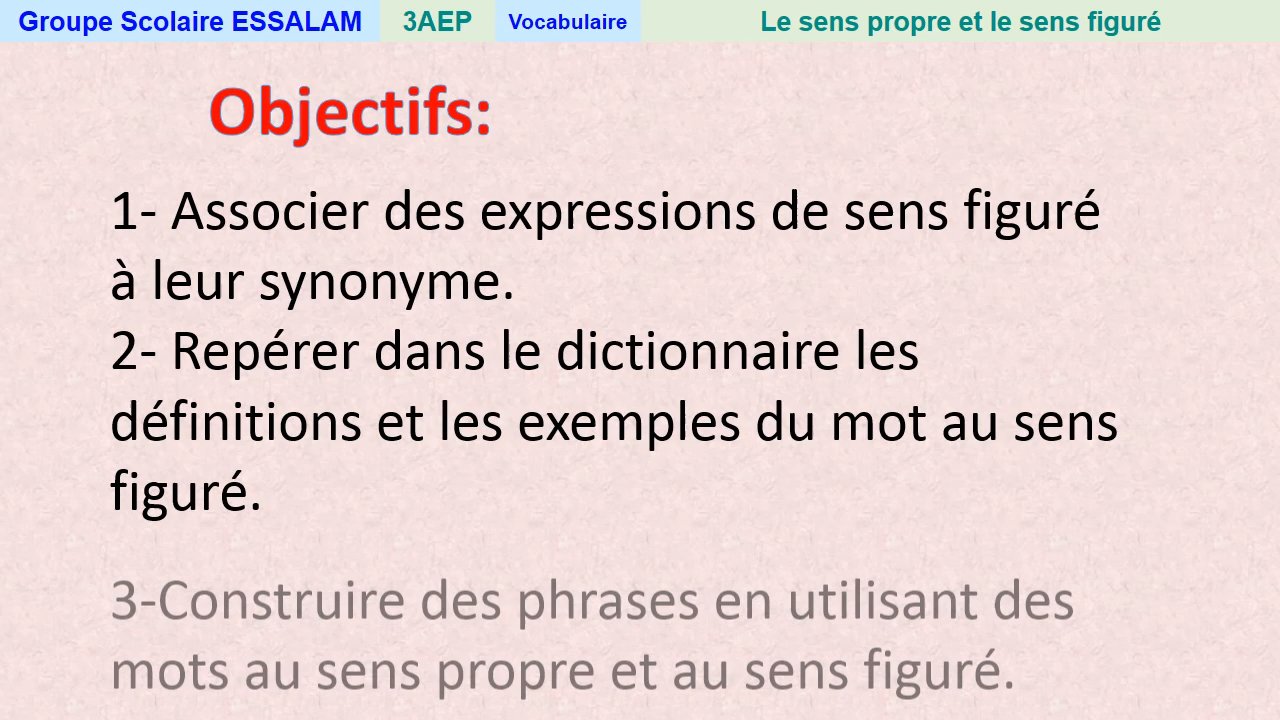 Groupe Scolaire ESSALAM 3AEP Vocabulaire Le sens propre et le sens figuré
Objectifs:
1- Associer des expressions de sens figuré
à leur synonyme.
2- Repérer dans le dictionnaire les
définitions et les exemples du mot au sens
figuré.
3-Construire des phrases en utilisant des
mots au sens propre et au sens figuré.